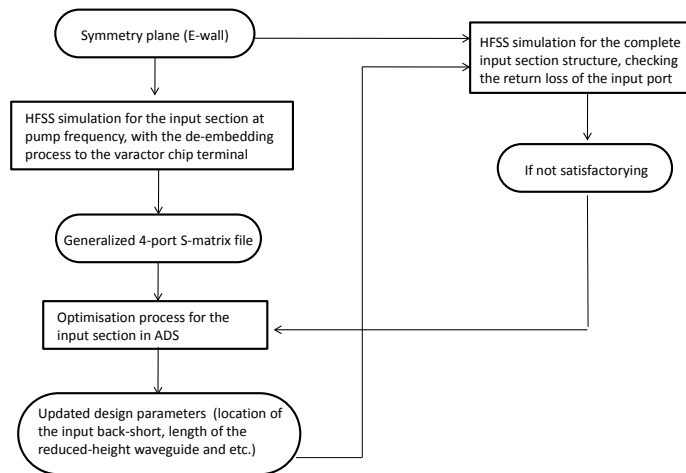 Symmetry plane (E-wall)
HFSS simulation for the input section at
pump frequency, with the de-embedding
process to the varactor chip terminal
Generalized 4-port S-matrix file
Optimisation process for the
input section in ADS
Updated design parameters (location of
the input back-short, length of the
reduced-height waveguide and etc.)
HFSS simulation for the complete
input section structure, checking
the return loss of the input port
If not satisfactorying